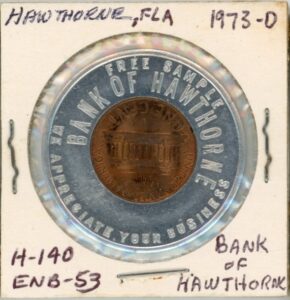 HAWTHORNE, FLA 1973-D
FREE SAMPLE
BANK OF HAWTHORNE
WE APPRECIATE YOUR BUSINESS
H-140
ENB-53
BANK
OF
HAWTHORNE